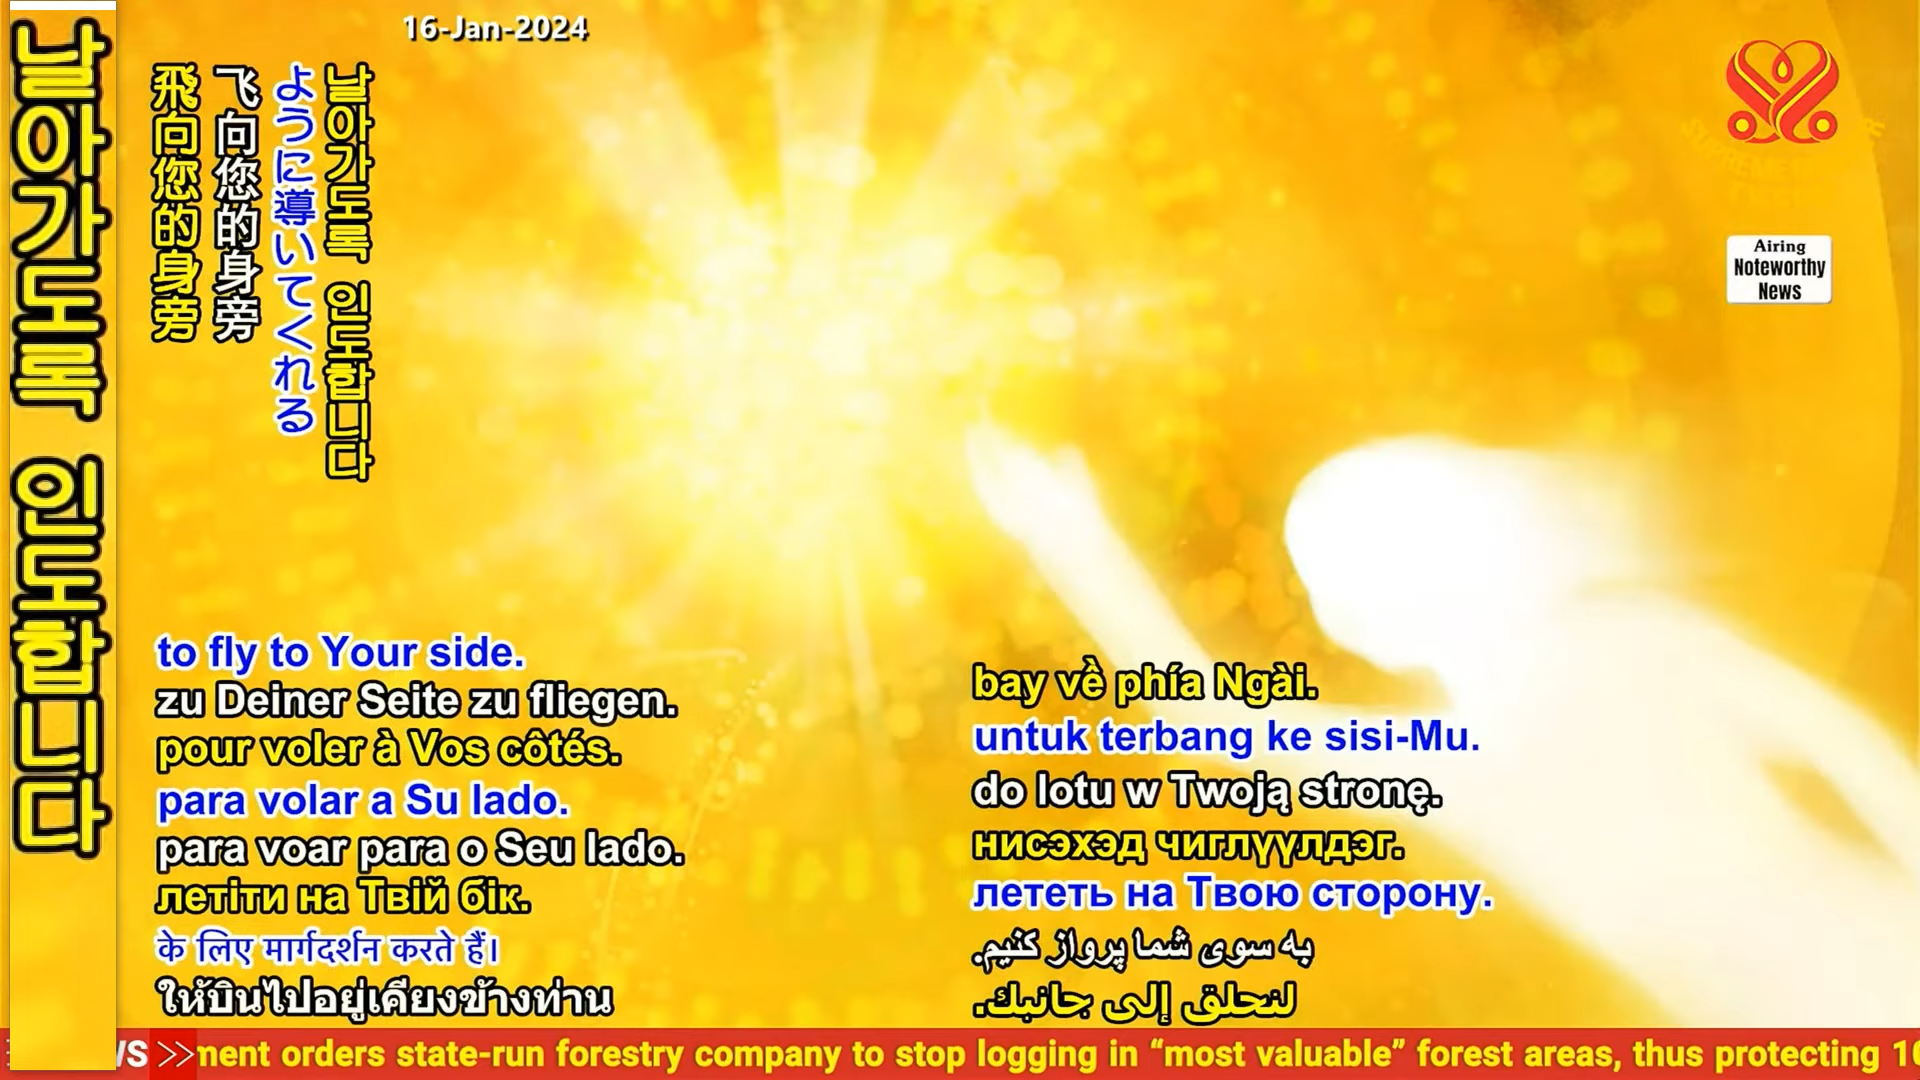 날아가도록 인도합니다
16-Jan-2024
날아가도록 인도합니다
ように導いてくれる
飞向您的身旁
飛向您的身旁
Airing
Noteworthy
News
to fly to Your side.
zu Deiner Seite zu fliegen.
pour voler à Vos côtés.
para volar a Su lado.
para voar para o Seu lado.
летіти на Твій бік.
के लिए मार्गदर्शन करते हैं।
ให้บินไปอยู่เคียงข้างท่าน
bay về phía Ngài.
untuk terbang ke sisi-Mu.
do lotu w Twoją stronę.
нисэхэд чиглүүлдэг.
лететь на Твою сторону.
به سوی شما پرواز کنیم.
لنحلق إلى جانبك.
ment orders state-run forestry company to stop logging in “most valuable” forest areas, thus protecting